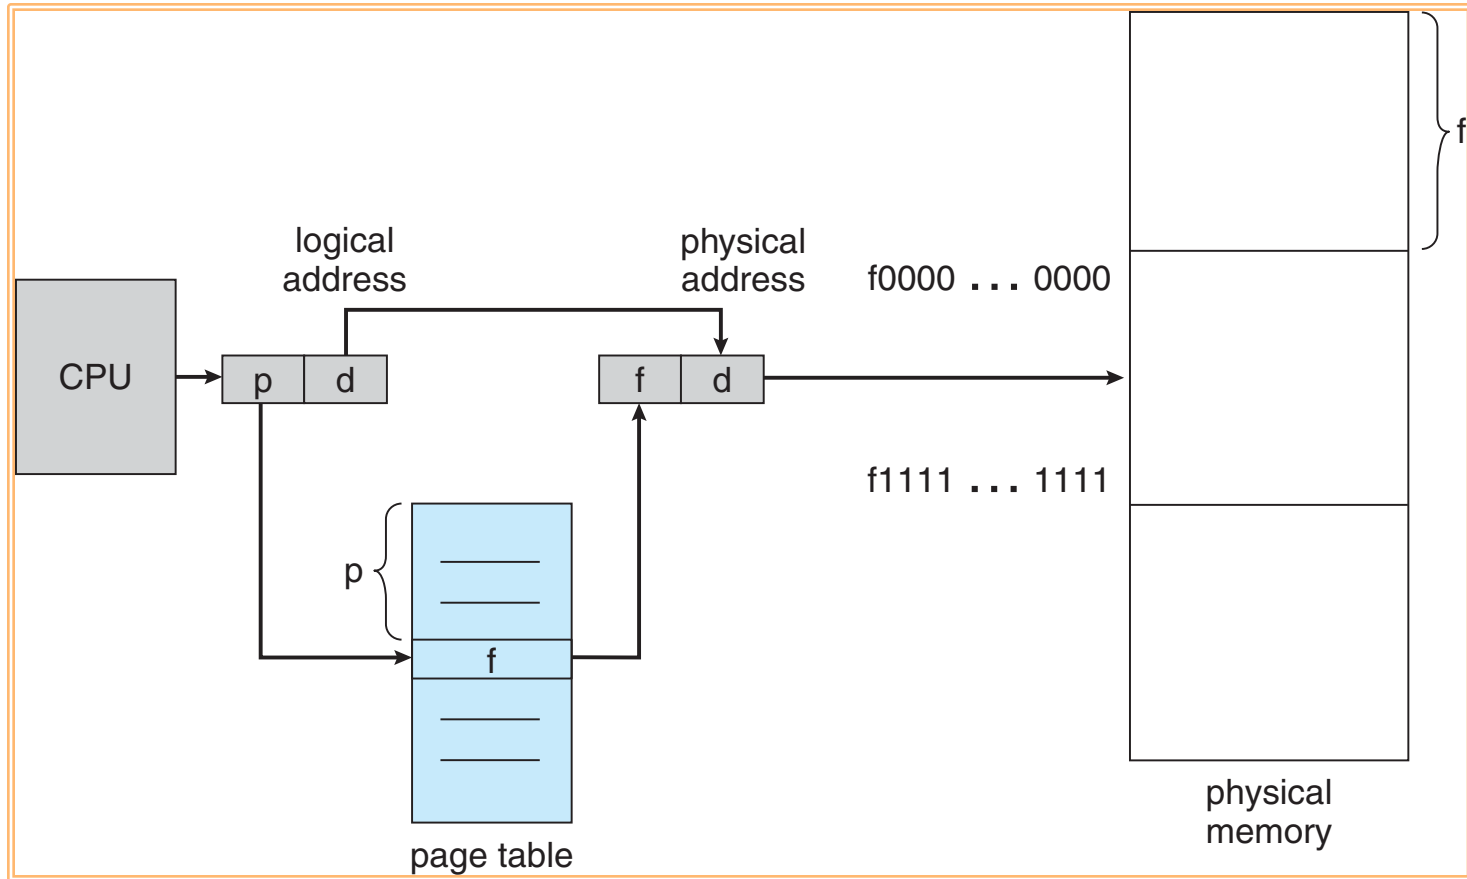 f
logical
address
physical
address
f0000 ... 0000
CPU
p
d
f
d
f1111 ... 1111
p
f
physical
memory
page table